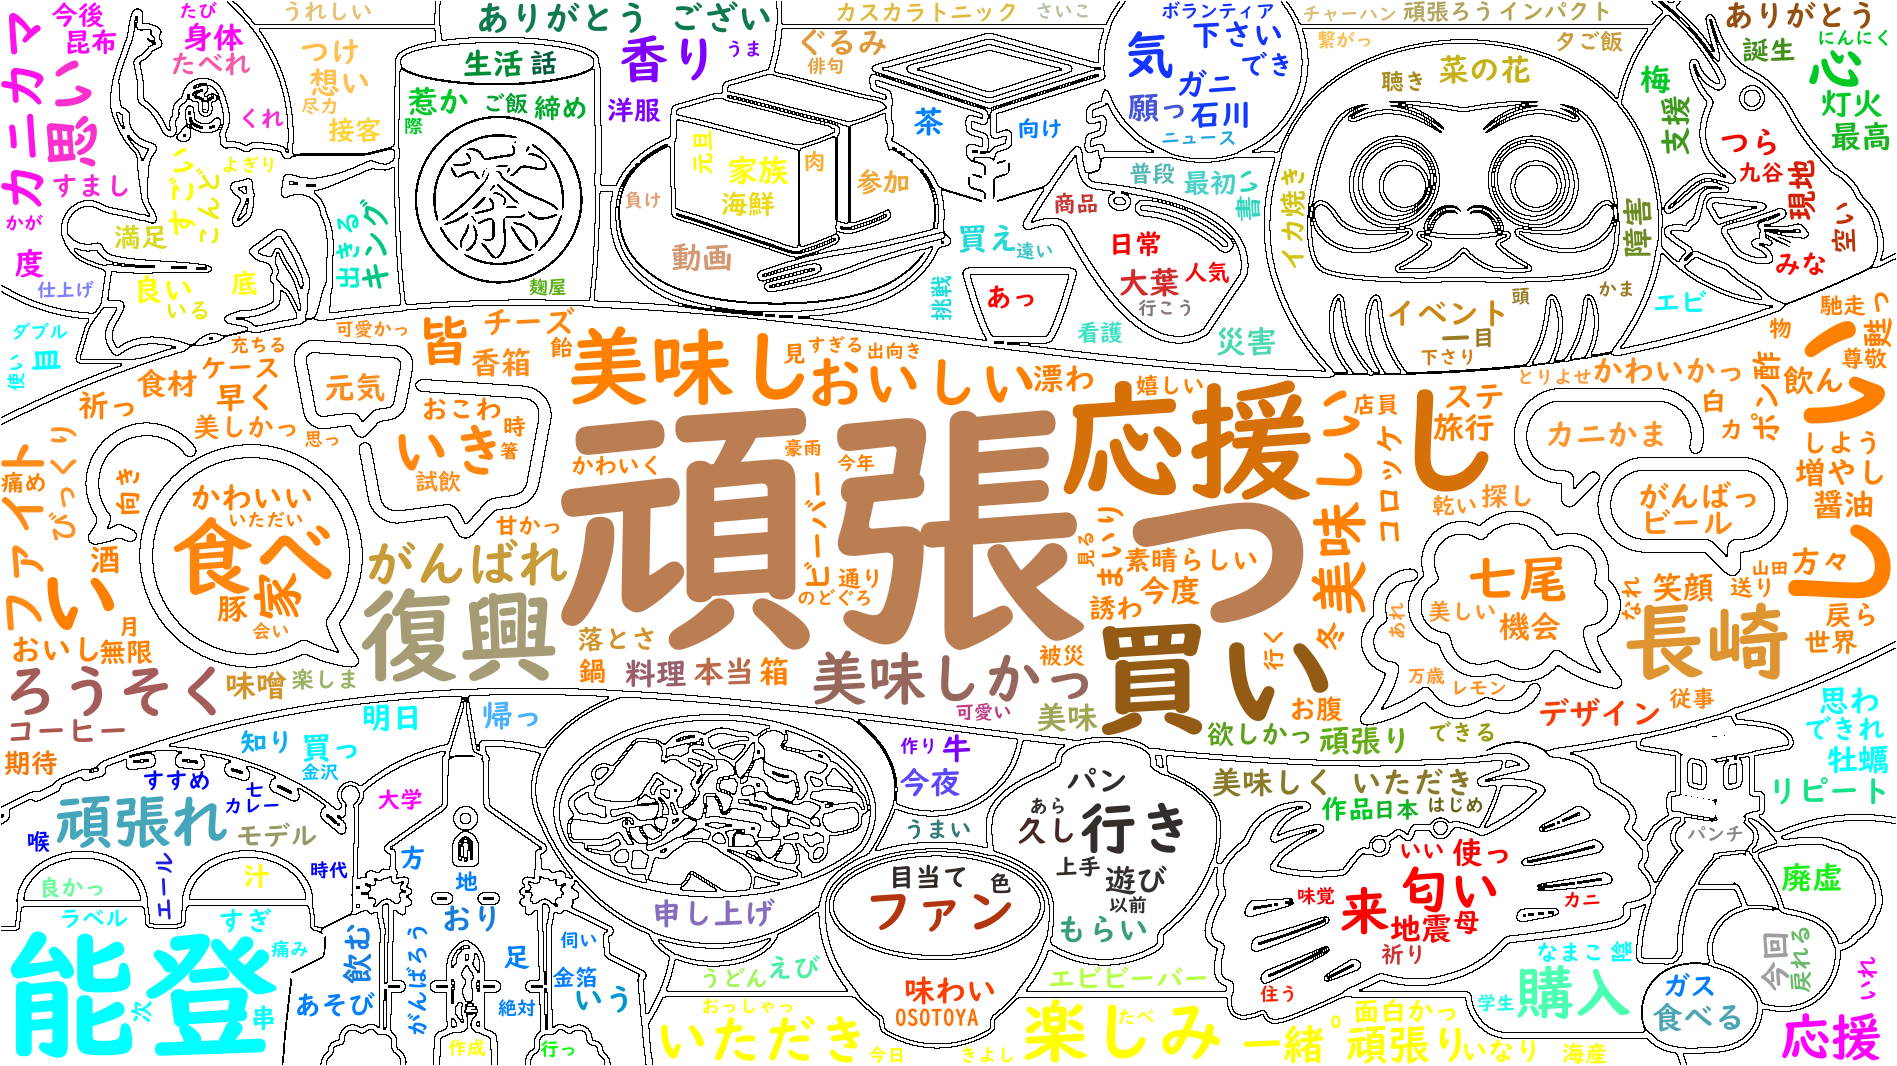 今後
昆布
カニカマ
思い
たび
身体
たべれ
くれ
すまし
かが
度
仕上げ
ダブル
使い
皿
うれしい
つけ
想い
尽力
接客
よぎり
すごい
こんど
満足
良い
いる
底
出きる
キング
ありがとう ござい
生活 話
惹か
ご飯
締め
際
茶
麹屋
香り
うま
洋服
カスカラトニック
さいこ
ぐるみ
俳句
元旦
家族
海鮮
肉
参加
負け
動画
茶
向け
買え
遠い
挑戦
あっ
看護
ボランティア
下さい
気
でき
ガニ
願っ
石川
ニュース
普段
最初
い
書
商品
日常
大葉
人気
行こう
災害
チャーハン
頑張ろう
インパクト
繋がっ
夕ご飯
聴き
菜の花
イカ焼き
障害
イベント
一目
頭
かま
下さり
ありがとう
にんにく
誕生
心
灯火
最高
梅
支援
つら
九谷
現地
空い
みな
エビ
馳走
っ
物
鯉
尊敬
可愛かっ
充ちる
皆
チーズ
飴
香箱
ケース
食材
早く
祈っ
美しかっ
思っ
元気
おこわ
いき
時
箸
試飲
美味し
おいしい
見
すぎる
出向き
漂わ
嬉しい
頑張っ
応援
し
かわいく
豪雨
今年
ビーバー
通り
のどぐろ
見る
まいり
素晴らしい
今度
誘わ
美味しい
冬
店員
コロッケ
ステ
旅行
とりよせ
かわいかっ
白
カ
ポン酢
飲ん
い
カニかま
乾い
探し
がんばっ
ビール
しよう
増やし
醤油
ファイト
痛め
びっくり
向き
酒
い
おいし
無限
月
かわいい
いただい
食べ
豚
家
会い
甘かっ
がんばれ
復興
落とさ
鍋
料理
本当
箱
美味しかっ
可愛い
被災
美味
買い
行く
お腹
七尾
美しい
機会
あれ
なれ
笑顔
山田
送り
方々
し
長崎
戻ら
世界
万歳
レモン
従事
デザイン
ろうそく
コーヒー
期待
味噌
楽しま
知り
買っ
金沢
明日
帰っ
すすめ
七
カレー
頑張れ
喉
モデル
時代
良かっ
エール
汁
ラベル
すぎ
能登
痛み
次
串
大学
方
地
おり
飲む
がんばろう
足
伺い
金箔
絶対
いう
あそび
作成
行っ
作り
牛
今夜
うまい
申し上げ
うどん
えび
おっしゃっ
いただき
今日
きよし
目当て
色
ファン
味わい
OSOTOYA
パン
あら
久し
行き
上手
遊び
以前
もらい
エビビーバー
楽しみ
たべ
欲しかっ
頑張り
できる
美味しく
いただき
作品
日本
はじめ
いい
使っ
匂い
来
味覚
地震
母
カニ
祈り
住う
一緒
面白かっ
頑張り
いなり
海産
学生
なまこ
購入
ガス
食べる
思わ
できれ
牡蠣
リピート
パンチ
廃虚
今回
戻れる
いれ
応援